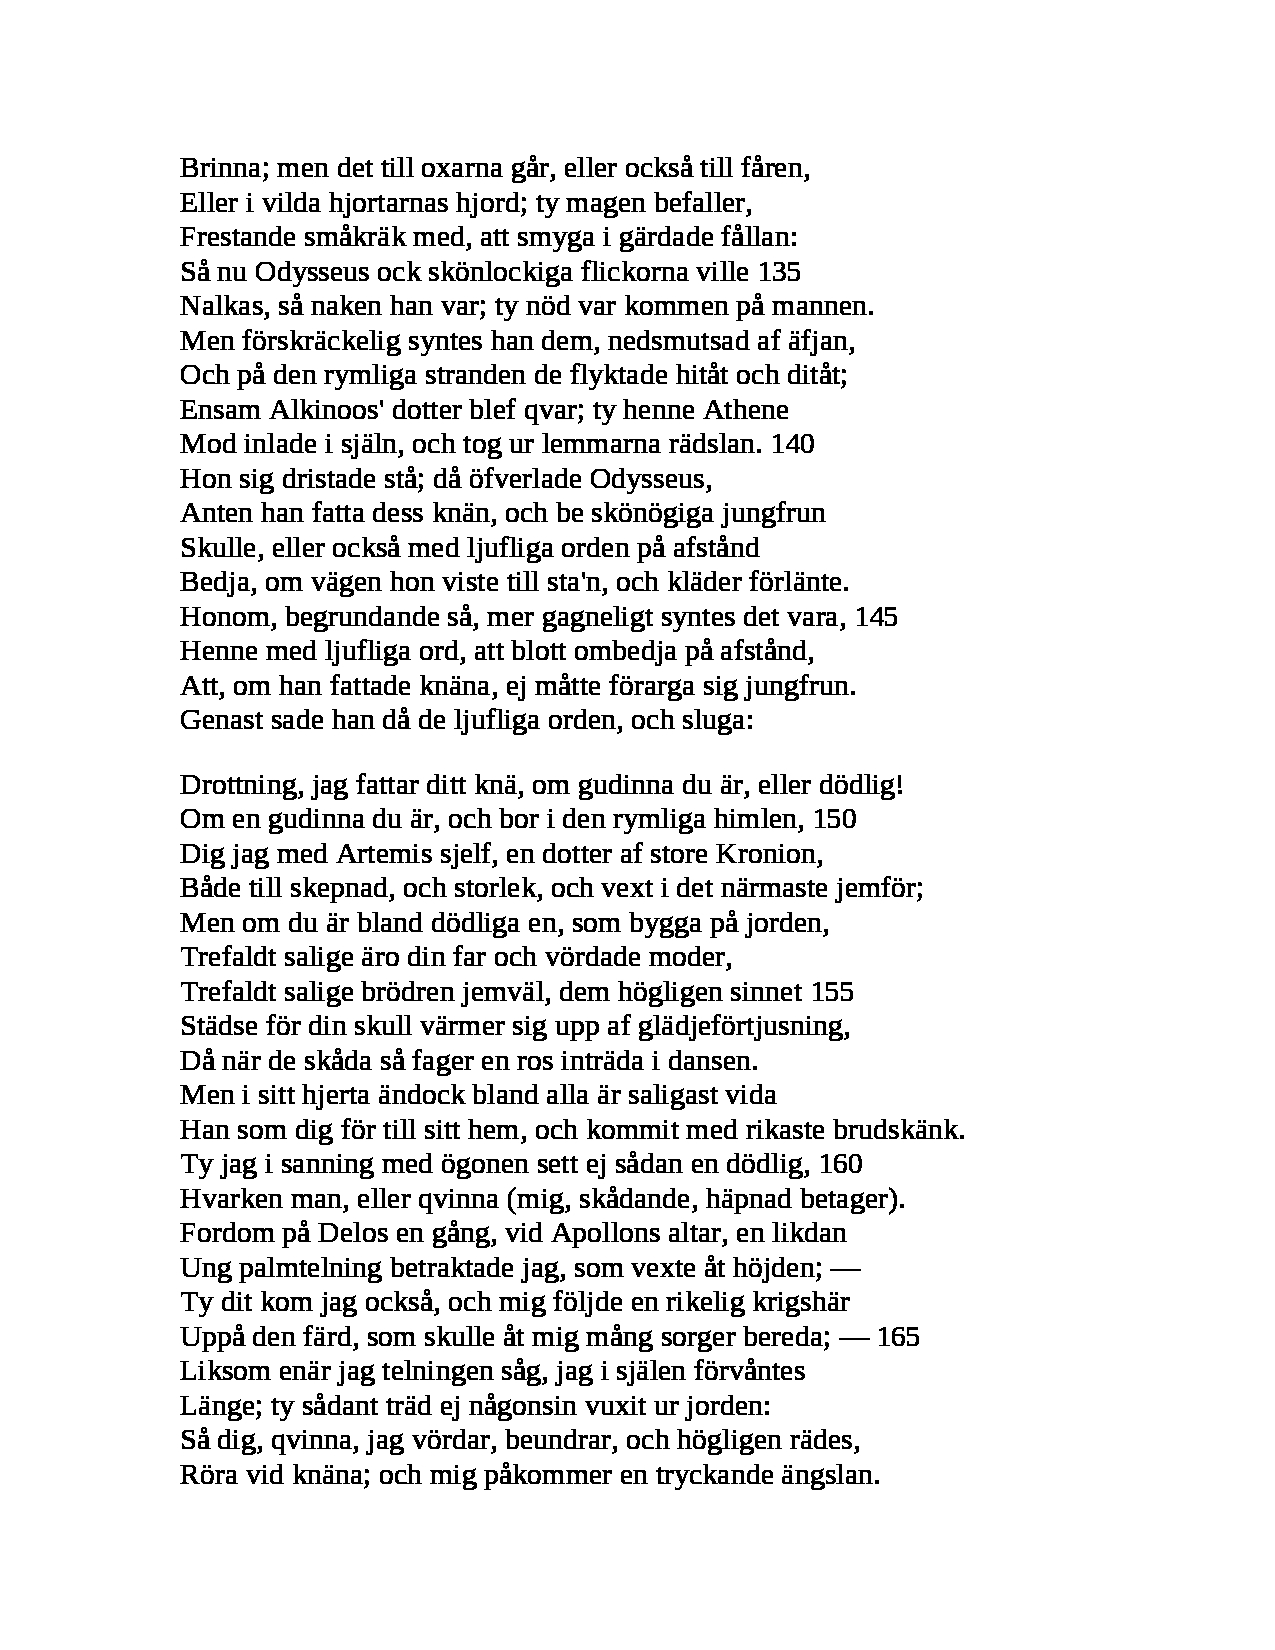 Brinna; men det till oxarna går, eller också till fåren,
Eller i vilda hjortarnas hjord; ty magen befaller,
Frestande småkräk med, att smyga i gärdade fållan:
Så nu Odysseus ock skönlockiga flickorna ville 135
Nalkas, så naken han var; ty nöd var kommen på mannen.
Men förskräckelig syntes han dem, nedsmutsad af äfjan,
Och på den rymliga stranden de flyktade hitåt och ditåt;
Ensam Alkinoos' dotter blef qvar; ty henne Athene
Mod inlade i själn, och tog ur lemmarna rädslan. 140
Hon sig dristade stå; då öfverlade Odysseus,
Anten han fatta dess knän, och be skönögiga jungfrun
Skulle, eller också med ljufliga orden på afstånd
Bedja, om vägen hon viste till sta'n, och kläder förlänte.
Honom, begrundande så, mer gagneligt syntes det vara, 145
Henne med ljufliga ord, att blott ombedja på afstånd,
Att, om han fattade knäna, ej måtte förarga sig jungfrun.
Genast sade han då de ljufliga orden, och sluga:
Drottning, jag fattar ditt knä, om gudinna du är, eller dödlig!
Om en gudinna du är, och bor i den rymliga himlen, 150
Dig jag med Artemis sjelf, en dotter af store Kronion,
Både till skepnad, och storlek, och vext i det närmaste jemför;
Men om du är bland dödliga en, som bygga på jorden,
Trefaldt salige äro din far och vördade moder,
Trefaldt salige brödren jemväl, dem högligen sinnet 155
Städse för din skull värmer sig upp af glädjeförtjusning,
Då när de skåda så fager en ros inträda i dansen.
Men i sitt hjerta ändock bland alla är saligast vida
Han som dig för till sitt hem, och kommit med rikaste brudskänk.
Ty jag i sanning med ögonen sett ej sådan en dödlig, 160
Hvarken man, eller qvinna (mig, skådande, häpnad betager).
Fordom på Delos en gång, vid Apollons altar, en likdan
Ung palmtelning betraktade jag, som vexte åt höjden; —
Ty dit kom jag också, och mig följde en rikelig krigshär
Uppå den färd, som skulle åt mig mång sorger bereda; — 165
Liksom enär jag telningen såg, jag i själen förvåntes
Länge; ty sådant träd ej någonsin vuxit ur jorden:
Så dig, qvinna, jag vördar, beundrar, och högligen rädes,
Röra vid knäna; och mig påkommer en tryckande ängslan.